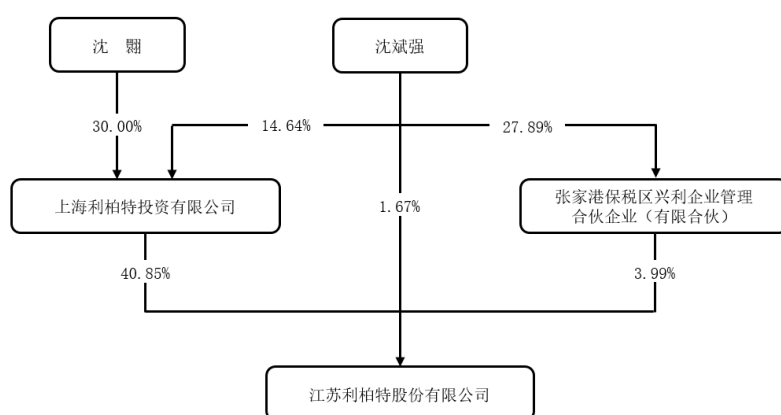 沈 翾
沈斌强
30.00%
14.64%
27.89%
上海利柏特投资有限公司
1.67%
张家港保税区兴利企业管理
合伙企业（有限合伙）
40.85%
3.99%
江苏利柏特股份有限公司